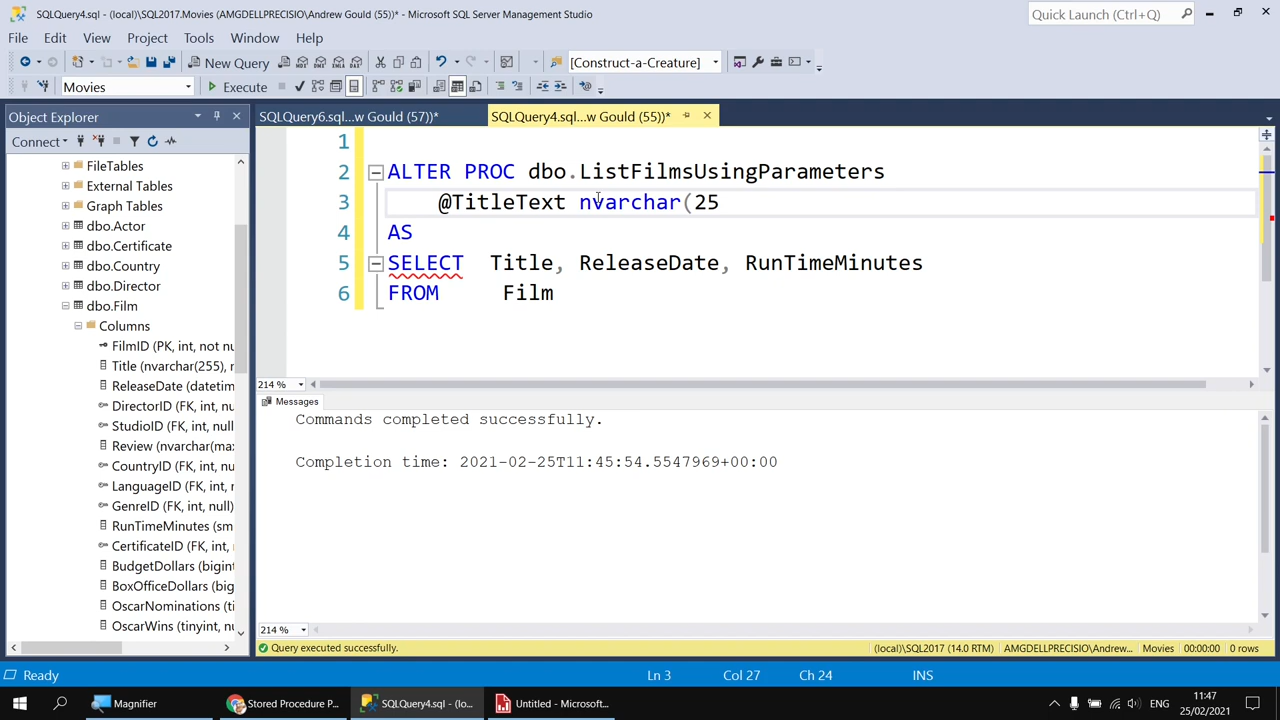 SQLQuery4.sql - (local)\SQL2017.Movies (AMGDELLPRECISIO\Andrew Gould (55))* - Microsoft SQL Server Management Studio
Quick Launch (Ctrl+Q)
File Edit View Project Tools Window Help
New Query
[Construct-a-Creature]
Movies
Execute
Object Explorer
SQLQuery6.sql...w Gould (57))*
SQLQuery4.sql...w Gould (55))*
Connect
FileTables
External Tables
Graph Tables
dbo.Actor
dbo.Certificate
dbo.Country
dbo.Director
dbo.Film
Columns
FilmID (PK, int, not nu
Title (nvarchar(255), n
ReleaseDate (datetim
DirectorID (FK, int, nu
StudioID (FK, int, null
Review (nvarchar(max
CountryID (FK, int, nu
LanguageID (FK, int, n
GenreID (FK, int, null)
RunTimeMinutes (sm
CertificateID (FK, int, n
BudgetDollars (bigint
BoxOfficeDollars (big
OscarNominations (ti
OscarWins (tinyint, nu
1
2 ALTER PROC dbo.ListFilmsUsingParameters
3 @TitleText nvarchar(25
4 AS
5 SELECT Title, ReleaseDate, RunTimeMinutes
6 FROM Film
214 %
Messages
Commands completed successfully.
Completion time: 2021-02-25T11:45:54.5547969+00:00
214 %
Query executed successfully.
(local)\SQL2017 (14.0 RTM) AMGDELLPRECISIO\Andrew... Movies 00:00:00 0 rows
Ready
Ln 3 Col 27 Ch 24 INS
Magnifier
Stored Procedure P...
SQLQuery4.sql - (lo...
Untitled - Microsoft...
ENG
11:47
25/02/2021